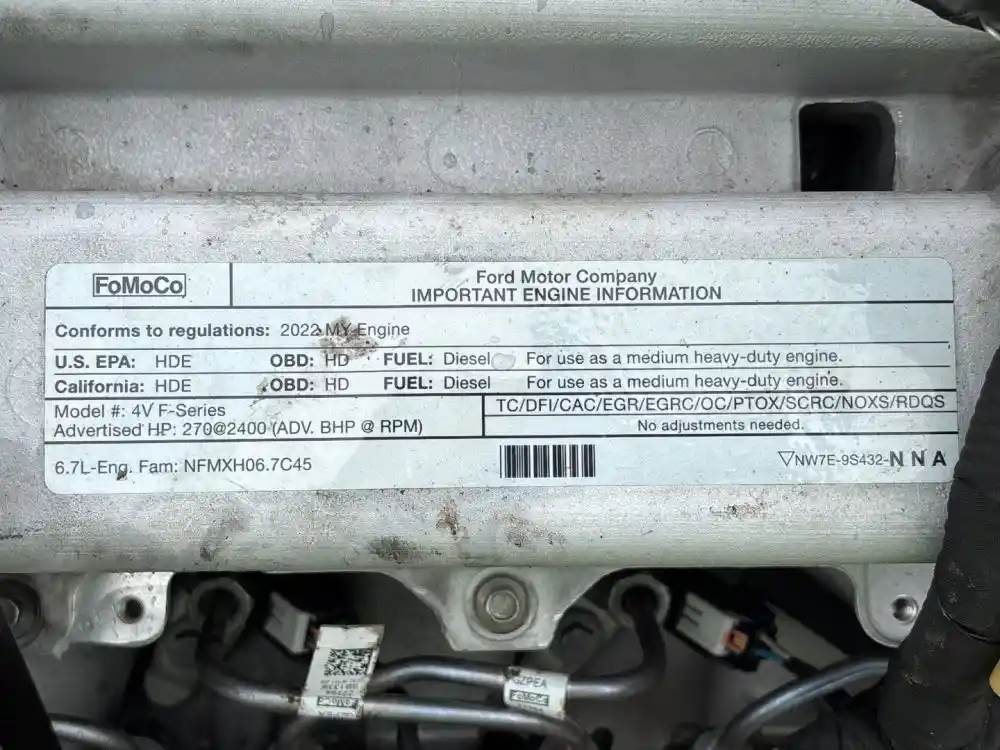 FoMoCo
Ford Motor Company
IMPORTANT ENGINE INFORMATION
Conforms to regulations: 2022 MY Engine
U.S. EPA: HDE OBD: HD FUEL: Diesel For use as a medium heavy-duty engine.
California: HDE OBD: HD FUEL: Diesel For use as a medium heavy-duty engine.
Model #: 4V F-Series
Advertised HP: 270@2400 (ADV. BHP @ RPM)
TC/DFI/CAC/EGR/EGRC/OC/PTOX/SCRC/NOXS/RDQS
No adjustments needed.
6.7L-Eng. Fam: NFMXH06.7C45
▽NW7E-9S432-N N A
GZPEA
FoMoCo
FoMoCo